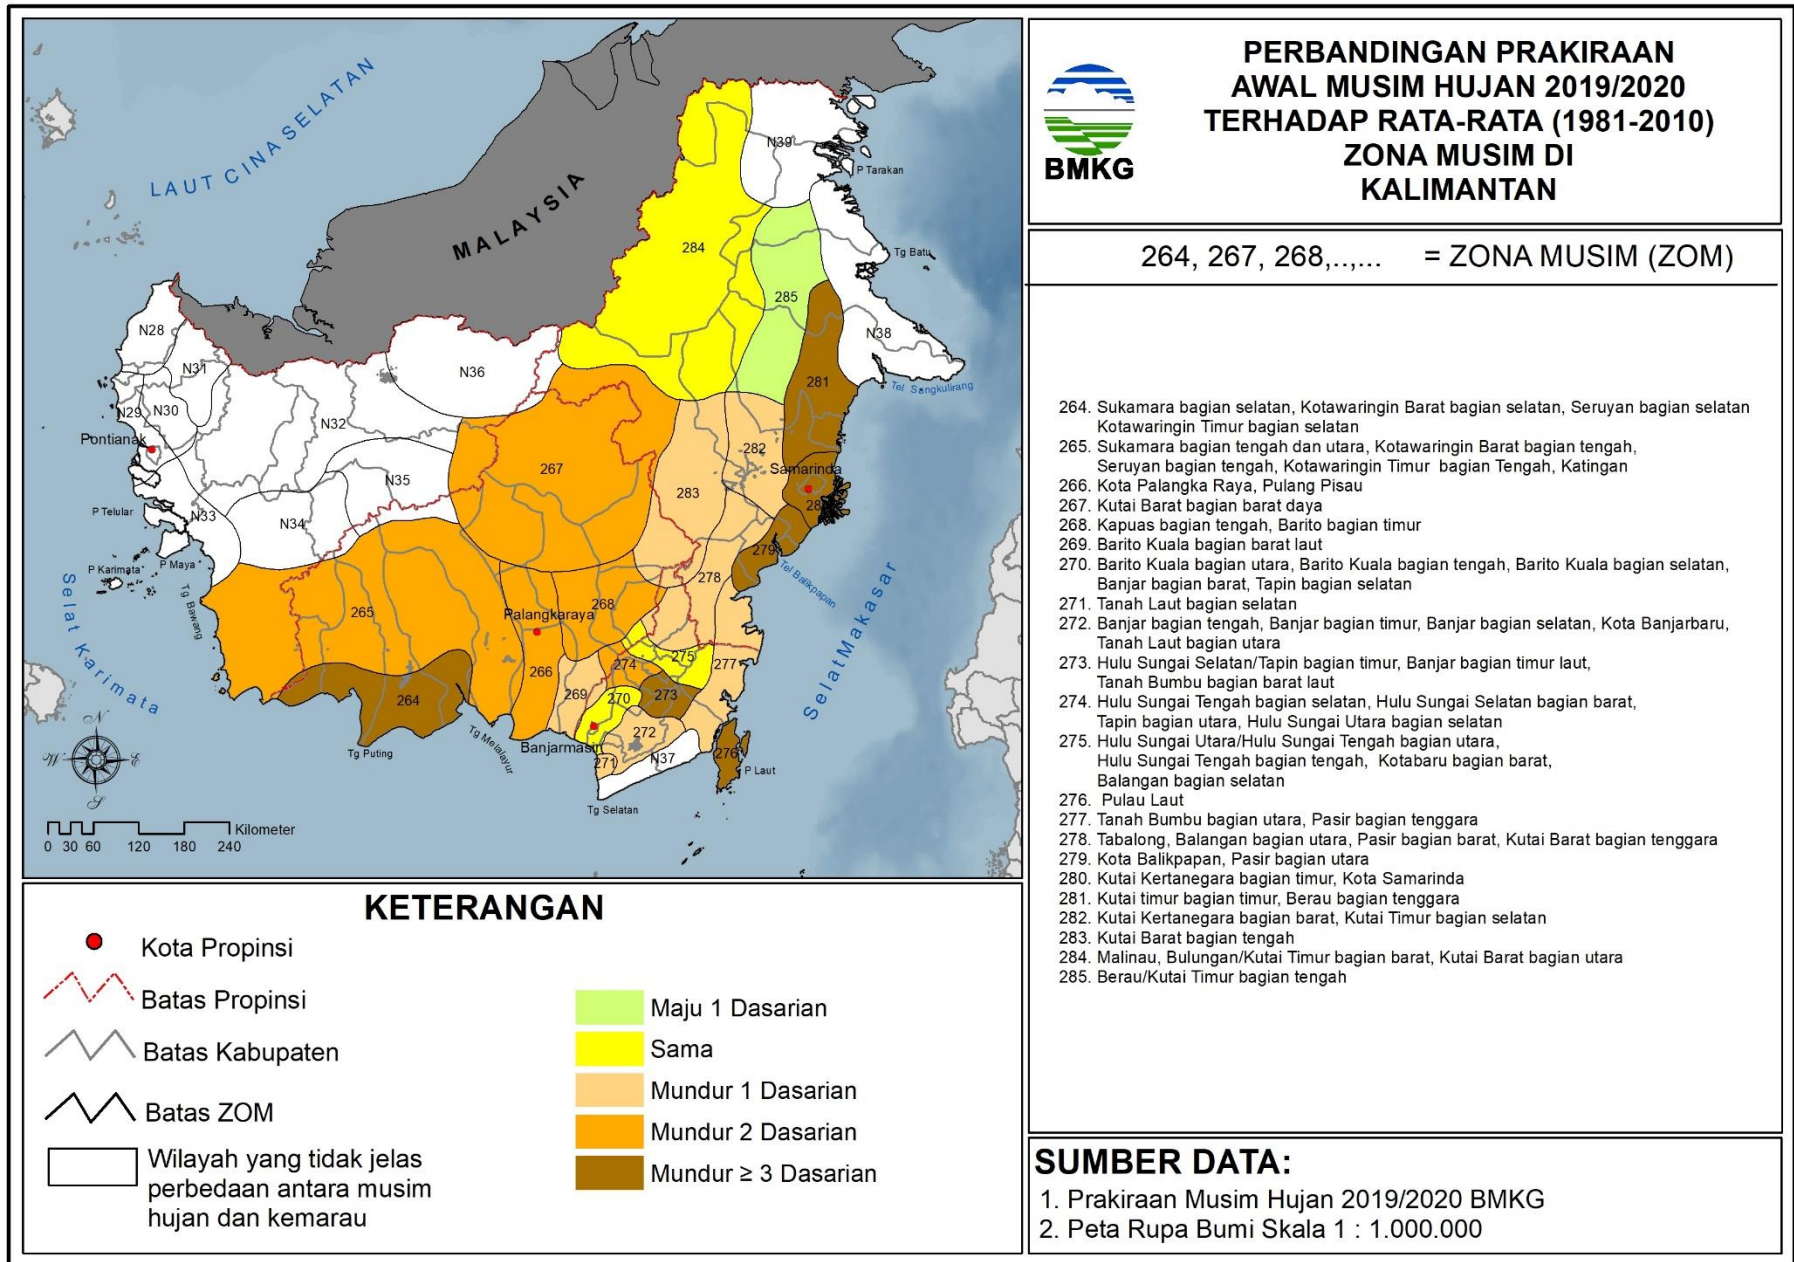 PERBANDINGAN PRAKIRAAN
AWAL MUSIM HUJAN 2019/2020
TERHADAP RATA-RATA (1981-2010)
ZONA MUSIM DI
KALIMANTAN
BMKG
264, 267, 268,..,... = ZONA MUSIM (ZOM)
LAUT CINA SELATAN
MALAYSIA
N39
P Tarakan
284
Tg Batu
285
N38
N28
N31
N36
281
Tel Sangkulirang
N29
N30
N32
Pontianak
267
282
Samarinda
N35
283
28
P Telular
N33
N34
279
P Karimata
P Maya
278
Tel Balikpapan
Tg Bawang
265
Palangkaraya
268
Selat Karimata
Selat Makasar
266
274
275
277
264
269
270
273
272
Banjarmasin
271
N37
276
P Laut
Tg Puting
Tg Melalayur
Tg Selatan
N
W
E
S
Kilometer
0 30 60 120 180 240
264. Sukamara bagian selatan, Kotawaringin Barat bagian selatan, Seruyan bagian selatan
Kotawaringin Timur bagian selatan
265. Sukamara bagian tengah dan utara, Kotawaringin Barat bagian tengah,
Seruyan bagian tengah, Kotawaringin Timur bagian Tengah, Katingan
266. Kota Palangka Raya, Pulang Pisau
267. Kutai Barat bagian barat daya
268. Kapuas bagian tengah, Barito bagian timur
269. Barito Kuala bagian barat laut
270. Barito Kuala bagian utara, Barito Kuala bagian tengah, Barito Kuala bagian selatan,
Banjar bagian barat, Tapin bagian selatan
271. Tanah Laut bagian selatan
272. Banjar bagian tengah, Banjar bagian timur, Banjar bagian selatan, Kota Banjarbaru,
Tanah Laut bagian utara
273. Hulu Sungai Selatan/Tapin bagian timur, Banjar bagian timur laut,
Tanah Bumbu bagian barat laut
274. Hulu Sungai Tengah bagian selatan, Hulu Sungai Selatan bagian barat,
Tapin bagian utara, Hulu Sungai Utara bagian selatan
275. Hulu Sungai Utara/Hulu Sungai Tengah bagian utara,
Hulu Sungai Tengah bagian tengah, Kotabaru bagian barat,
Balangan bagian selatan
276. Pulau Laut
277. Tanah Bumbu bagian utara, Pasir bagian tenggara
278. Tabalong, Balangan bagian utara, Pasir bagian barat, Kutai Barat bagian tenggara
279. Kota Balikpapan, Pasir bagian utara
280. Kutai Kertanegara bagian timur, Kota Samarinda
281. Kutai timur bagian timur, Berau bagian tenggara
282. Kutai Kertanegara bagian barat, Kutai Timur bagian selatan
283. Kutai Barat bagian tengah
284. Malinau, Bulungan/Kutai Timur bagian barat, Kutai Barat bagian utara
285. Berau/Kutai Timur bagian tengah
KETERANGAN
Kota Propinsi
Batas Propinsi
Batas Kabupaten
Batas ZOM
Wilayah yang tidak jelas
perbedaan antara musim
hujan dan kemarau
Maju 1 Dasarian
Sama
Mundur 1 Dasarian
Mundur 2 Dasarian
Mundur ≥ 3 Dasarian
SUMBER DATA:
1. Prakiraan Musim Hujan 2019/2020 BMKG
2. Peta Rupa Bumi Skala 1 : 1.000.000